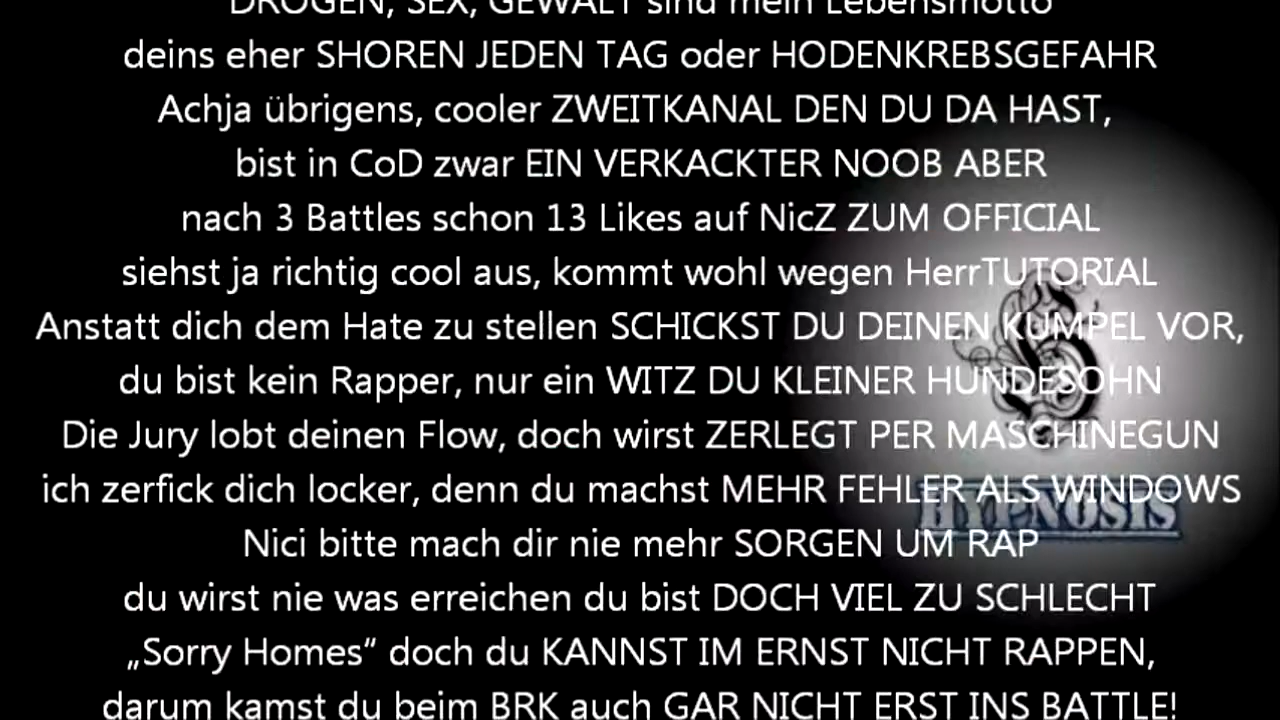 DROGEN, SEX, GEWALT sind mein Lebensmotto
deins eher SHOREN JEDEN TAG oder HODENKREBSGEFAHR
Achja übrigens, cooler ZWEITKANAL DEN DU DA HAST,
bist in CoD zwar EIN VERKACKTER NOOB ABER
nach 3 Battles schon 13 Likes auf NicZ ZUM OFFICIAL
siehst ja richtig cool aus, kommt wohl wegen HerrTUTORIAL
Anstatt dich dem Hate zu stellen SCHICKST DU DEINEN KUMPEL VOR,
du bist kein Rapper, nur ein WITZ DU KLEINER HUNDESOHN
Die Jury lobt deinen Flow, doch wirst ZERLEGT PER MASCHINEGUN
ich zerfick dich locker, denn du machst MEHR FEHLER ALS WINDOWS
HYPNOSIS
Nici bitte mach dir nie mehr SORGEN UM RAP
du wirst nie was erreichen du bist DOCH VIEL ZU SCHLECHT
„Sorry Homes“ doch du KANNST IM ERNST NICHT RAPPEN,
darum kamst du beim BRK auch GAR NICHT ERST INS BATTLE!